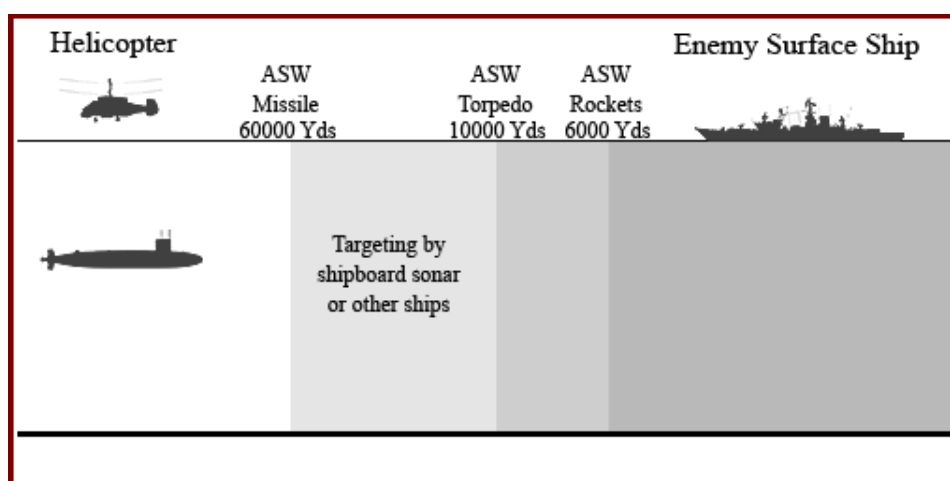 Helicopter
Enemy Surface Ship
ASW
Missile
60000 Yds
ASW
Torpedo
10000 Yds
ASW
Rockets
6000 Yds
Targeting by
shipboard sonar
or other ships